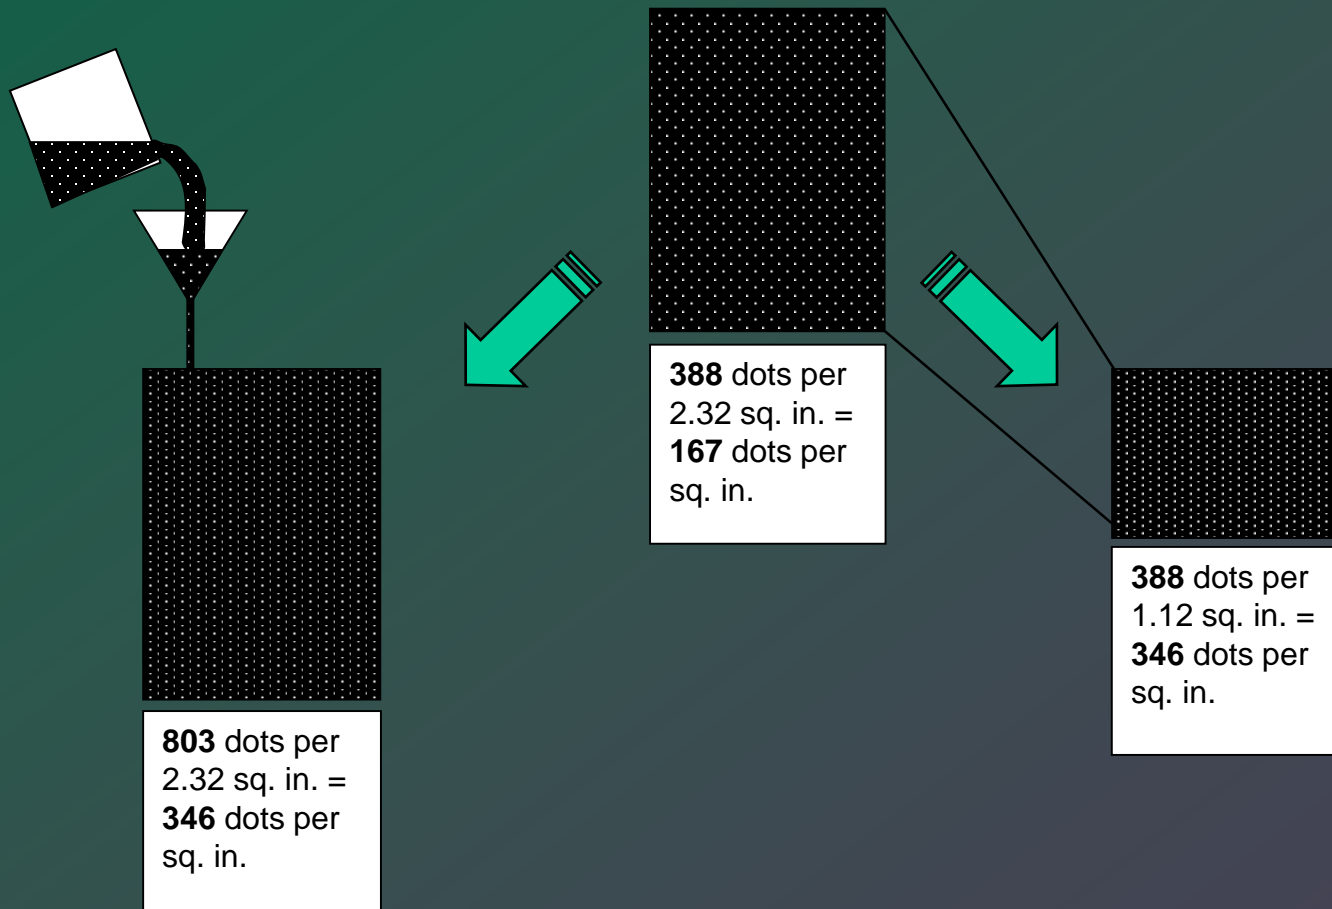 388 dots per
2.32 sq. in. =
167 dots per
sq. in.
388 dots per
1.12 sq. in. =
346 dots per
sq. in.
803 dots per
2.32 sq. in. =
346 dots per
sq. in.